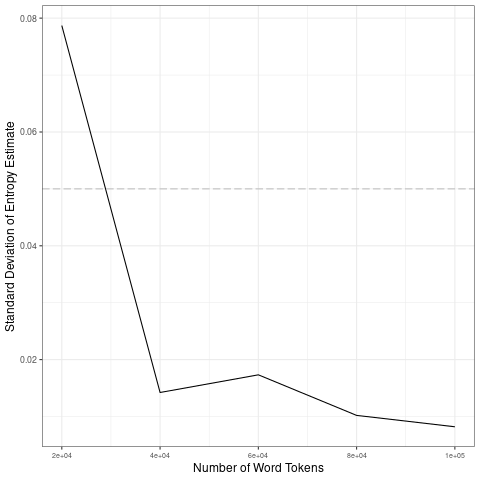 Standard Deviation of Entropy Estimate
0.08
0.06
0.04
0.02
2e+04 4e+04 6e+04 8e+04 1e+05
Number of Word Tokens